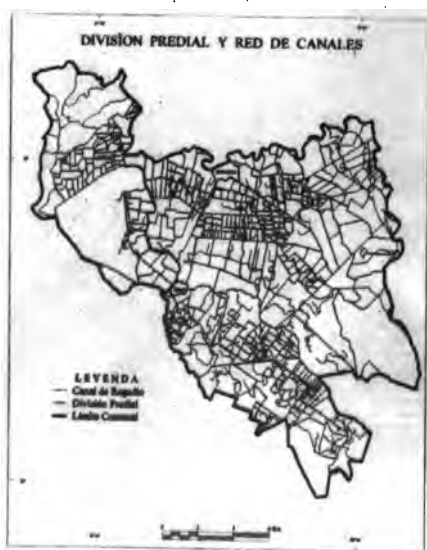 DIVISION PREDIAL Y RED DE CANALES
LEYENDA
Canal de Regadío
División Predial
Límite Comunal